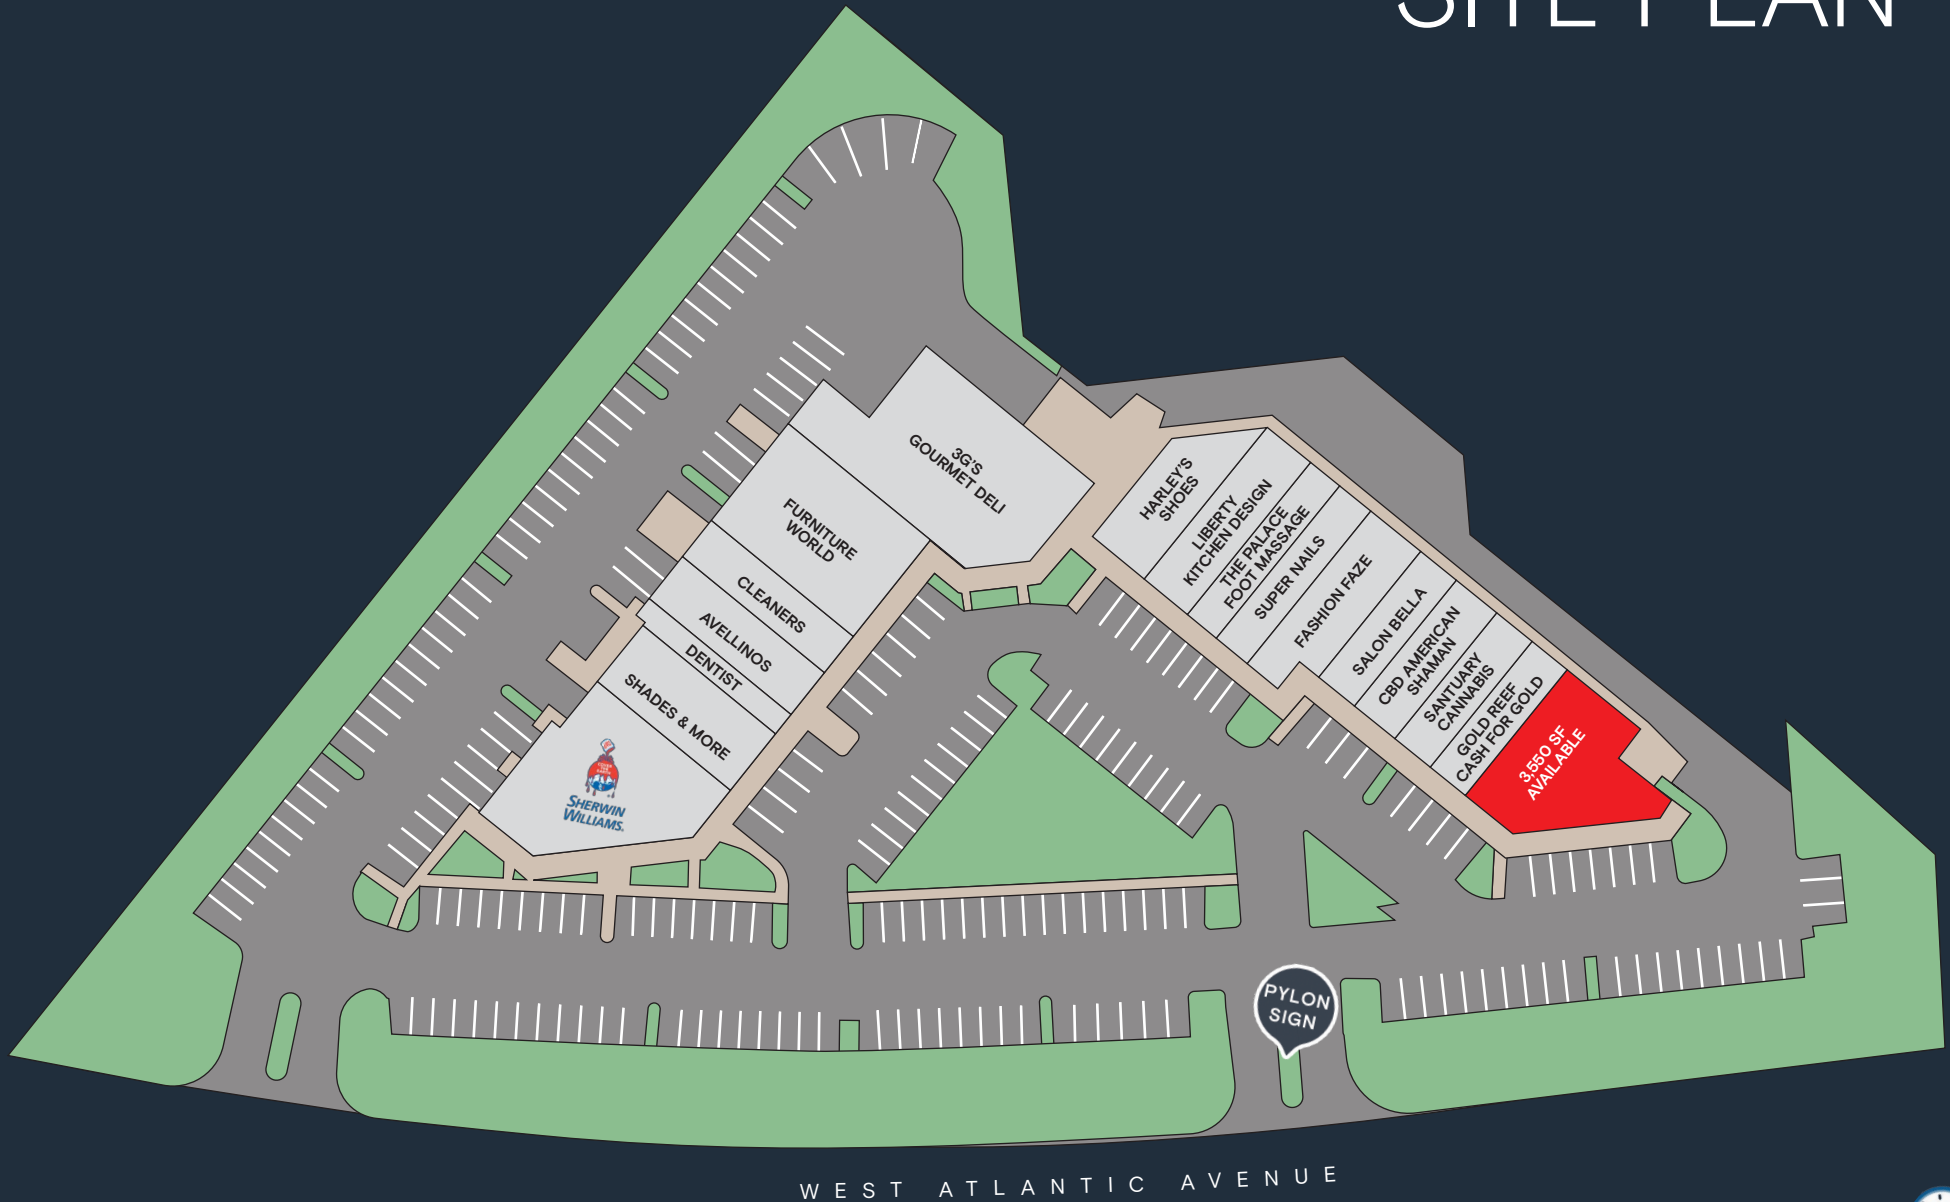 SITE PLAN
3G'S
GOURMET DELI
FURNITURE
WORLD
CLEANERS
AVELLINOS
DENTIST
SHADES & MORE
SHERWIN
WILLIAMS.
HARLEY'S
SHOES
LIBERTY
KITCHEN DESIGN
THE PALACE
FOOT MASSAGE
SUPER NAILS
FASHION FAZE
SALON BELLA
CBD AMERICAN
SHAMAN
SANTUARY
CANNABIS
GOLD REEF
CASH FOR GOLD
3,550 SF
AVAILABLE
PYLON
SIGN
WEST ATLANTIC AVENUE